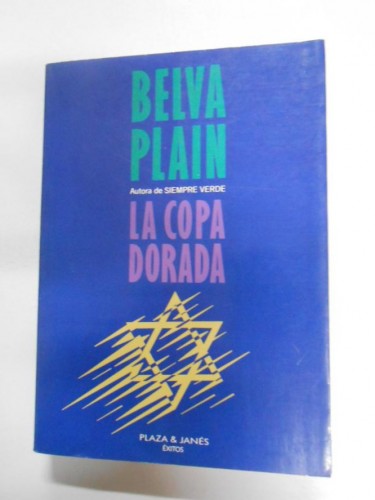 BELVA
PLAIN
Autora de SIEMPRE VERDE
LA COPA
DORADA
PLAZA & JANÉS
ÉXITOS